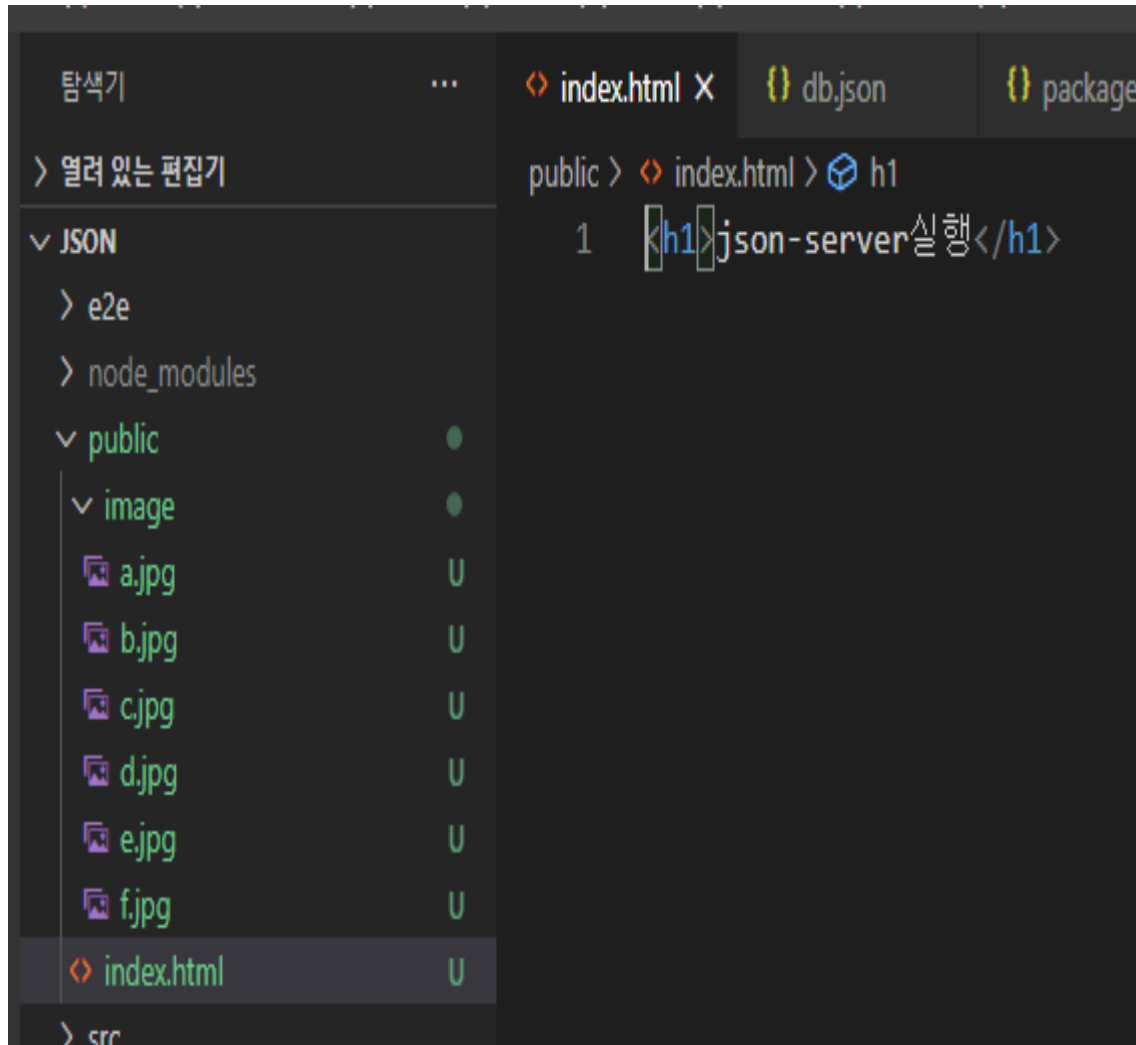 탐색기 ···
index.html db.json package
열려 있는 편집기
public > index.html > h1
JSON
1 <h1>json-server실행</h1>
e2e
node_modules
public
image
a.jpg U
b.jpg U
c.jpg U
d.jpg U
e.jpg U
f.jpg U
index.html U
src